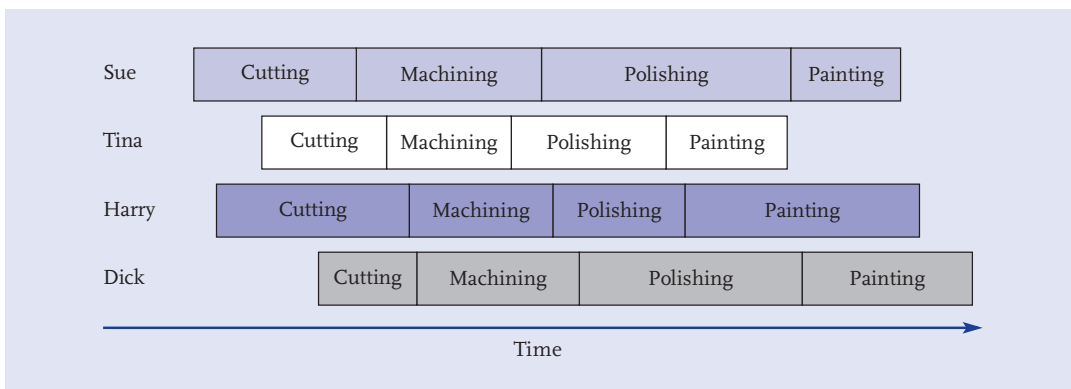 Sue Cutting Machining Polishing Painting
Tina Cutting Machining Polishing Painting
Harry Cutting Machining Polishing Painting
Dick Cutting Machining Polishing Painting
Time